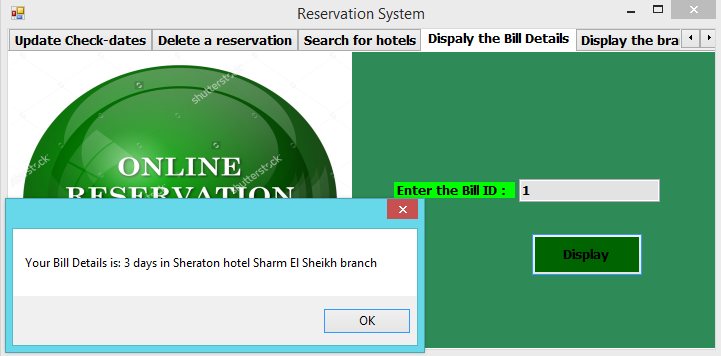 Reservation System
Update Check-dates
Delete a reservation
Search for hotels
Dispaly the Bill Details
Display the bra
shutterstock
ONLINE
RESERVATION
shutterstock
shutterstock
Enter the Bill ID :
1
Display
Your Bill Details is: 3 days in Sheraton hotel Sharm El Sheikh branch
OK